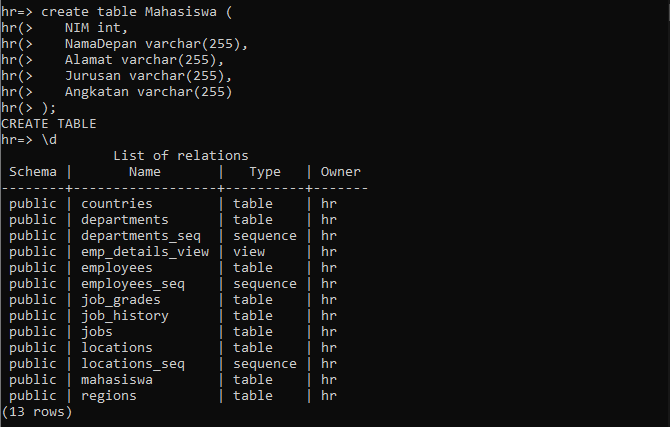 hr=> create table Mahasiswa (
hr(>    NIM int,
hr(>    NamaDepan varchar(255),
hr(>    Alamat varchar(255),
hr(>    Jurusan varchar(255),
hr(>    Angkatan varchar(255)
hr(> );
CREATE TABLE
hr=> \d
              List of relations
 Schema |       Name       |   Type   | Owner
--------+------------------+----------+-------
 public | countries        | table    | hr
 public | departments      | table    | hr
 public | departments_seq  | sequence | hr
 public | emp_details_view | view     | hr
 public | employees        | table    | hr
 public | employees_seq    | sequence | hr
 public | job_grades       | table    | hr
 public | job_history      | table    | hr
 public | jobs             | table    | hr
 public | locations        | table    | hr
 public | locations_seq    | sequence | hr
 public | mahasiswa        | table    | hr
 public | regions          | table    | hr
(13 rows)